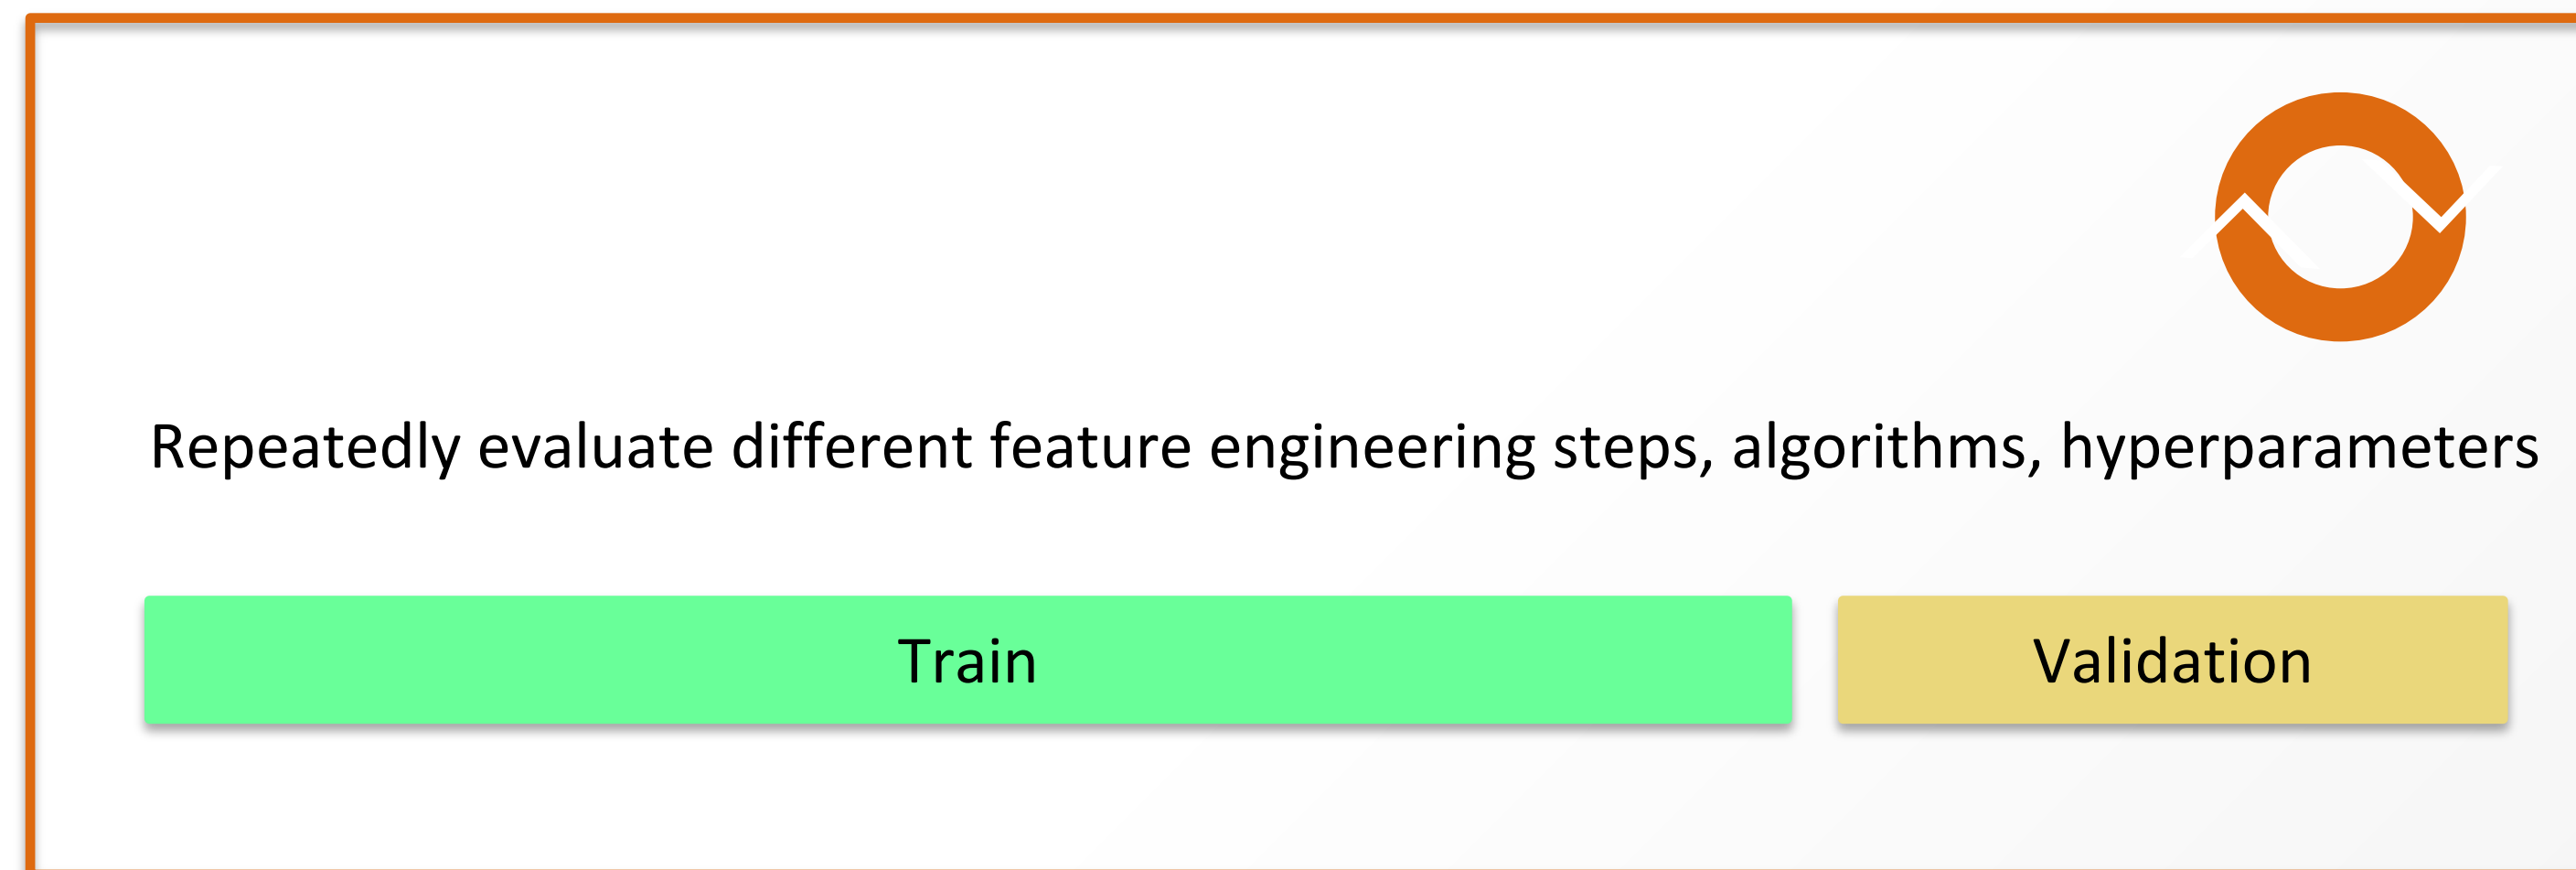 Repeatedly evaluate different feature engineering steps, algorithms, hyperparameters
Train
Validation